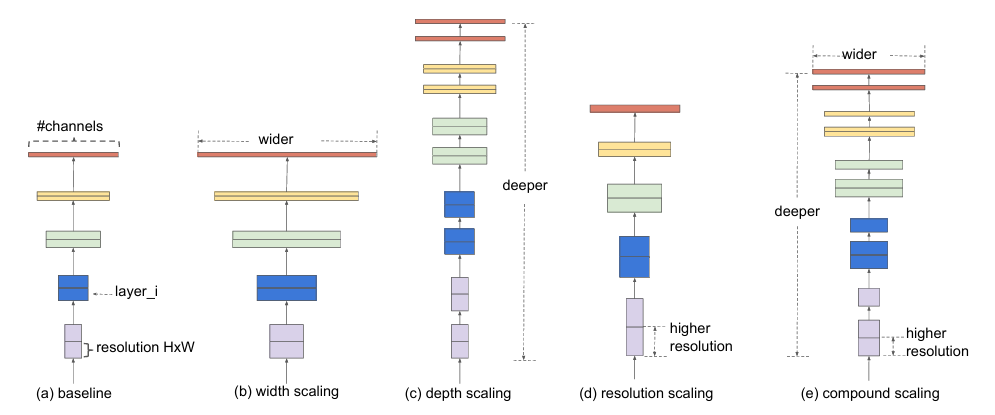 #channels
layer_i
resolution HxW
(a) baseline
wider
(b) width scaling
deeper
(c) depth scaling
higher
resolution
(d) resolution scaling
wider
deeper
higher
resolution
(e) compound scaling